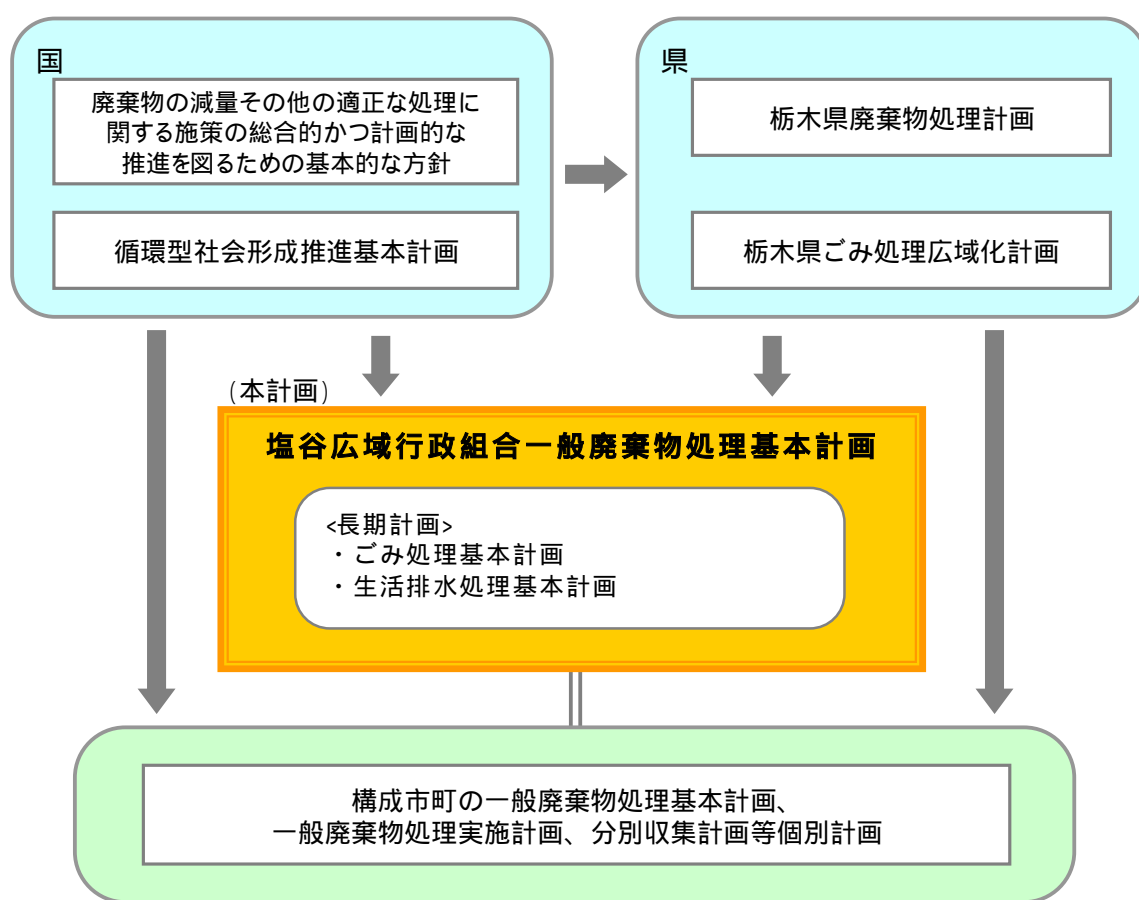 国
廃棄物の減量その他の適正な処理に
関する施策の総合的かつ計画的な
推進を図るための基本的な方針
循環型社会形成推進基本計画
県
栃木県廃棄物処理計画
栃木県ごみ処理広域化計画
(本計画)
塩谷広域行政組合一般廃棄物処理基本計画
<長期計画>
・ごみ処理基本計画
・生活排水処理基本計画
構成市町の一般廃棄物処理基本計画、
一般廃棄物処理実施計画、分別収集計画等個別計画